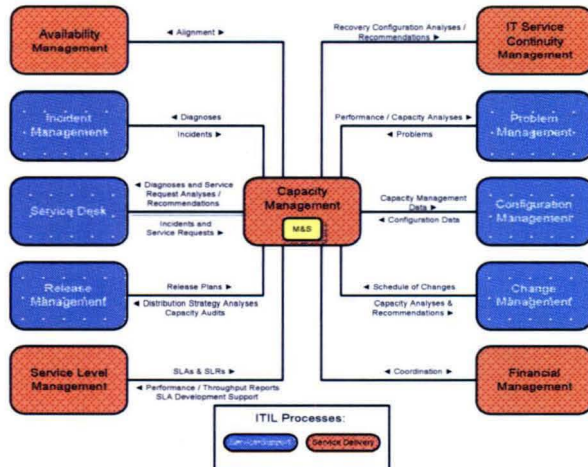 Availability
Management
◄ Alignment ►
Recovery Configuration Analyses /
Recommendations ►
IT Service
Continuity
Management
Incident
Management
◄ Diagnoses
Incidents ►
Performance / Capacity Analyses ►
◄ Problems
Problem
Management
Service Desk
◄ Diagnoses and Service
Request Analyses /
Recommendations
Incidents and
Service Requests ►
Capacity
Management
M&S
Capacity Management
Data ►
◄ Configuration Data
Configuration
Management
Release
Management
Release Plans ►
◄ Distribution Strategy Analyses
Capacity Audits
◄ Schedule of Changes
Capacity Analyses &
Recommendations ►
Change
Management
Service Level
Management
SLAs & SLRs ►
◄ Performance / Throughput Reports
SLA Development Support
◄ Coordination ►
Financial
Management
ITIL Processes:
Service Support
Service Delivery